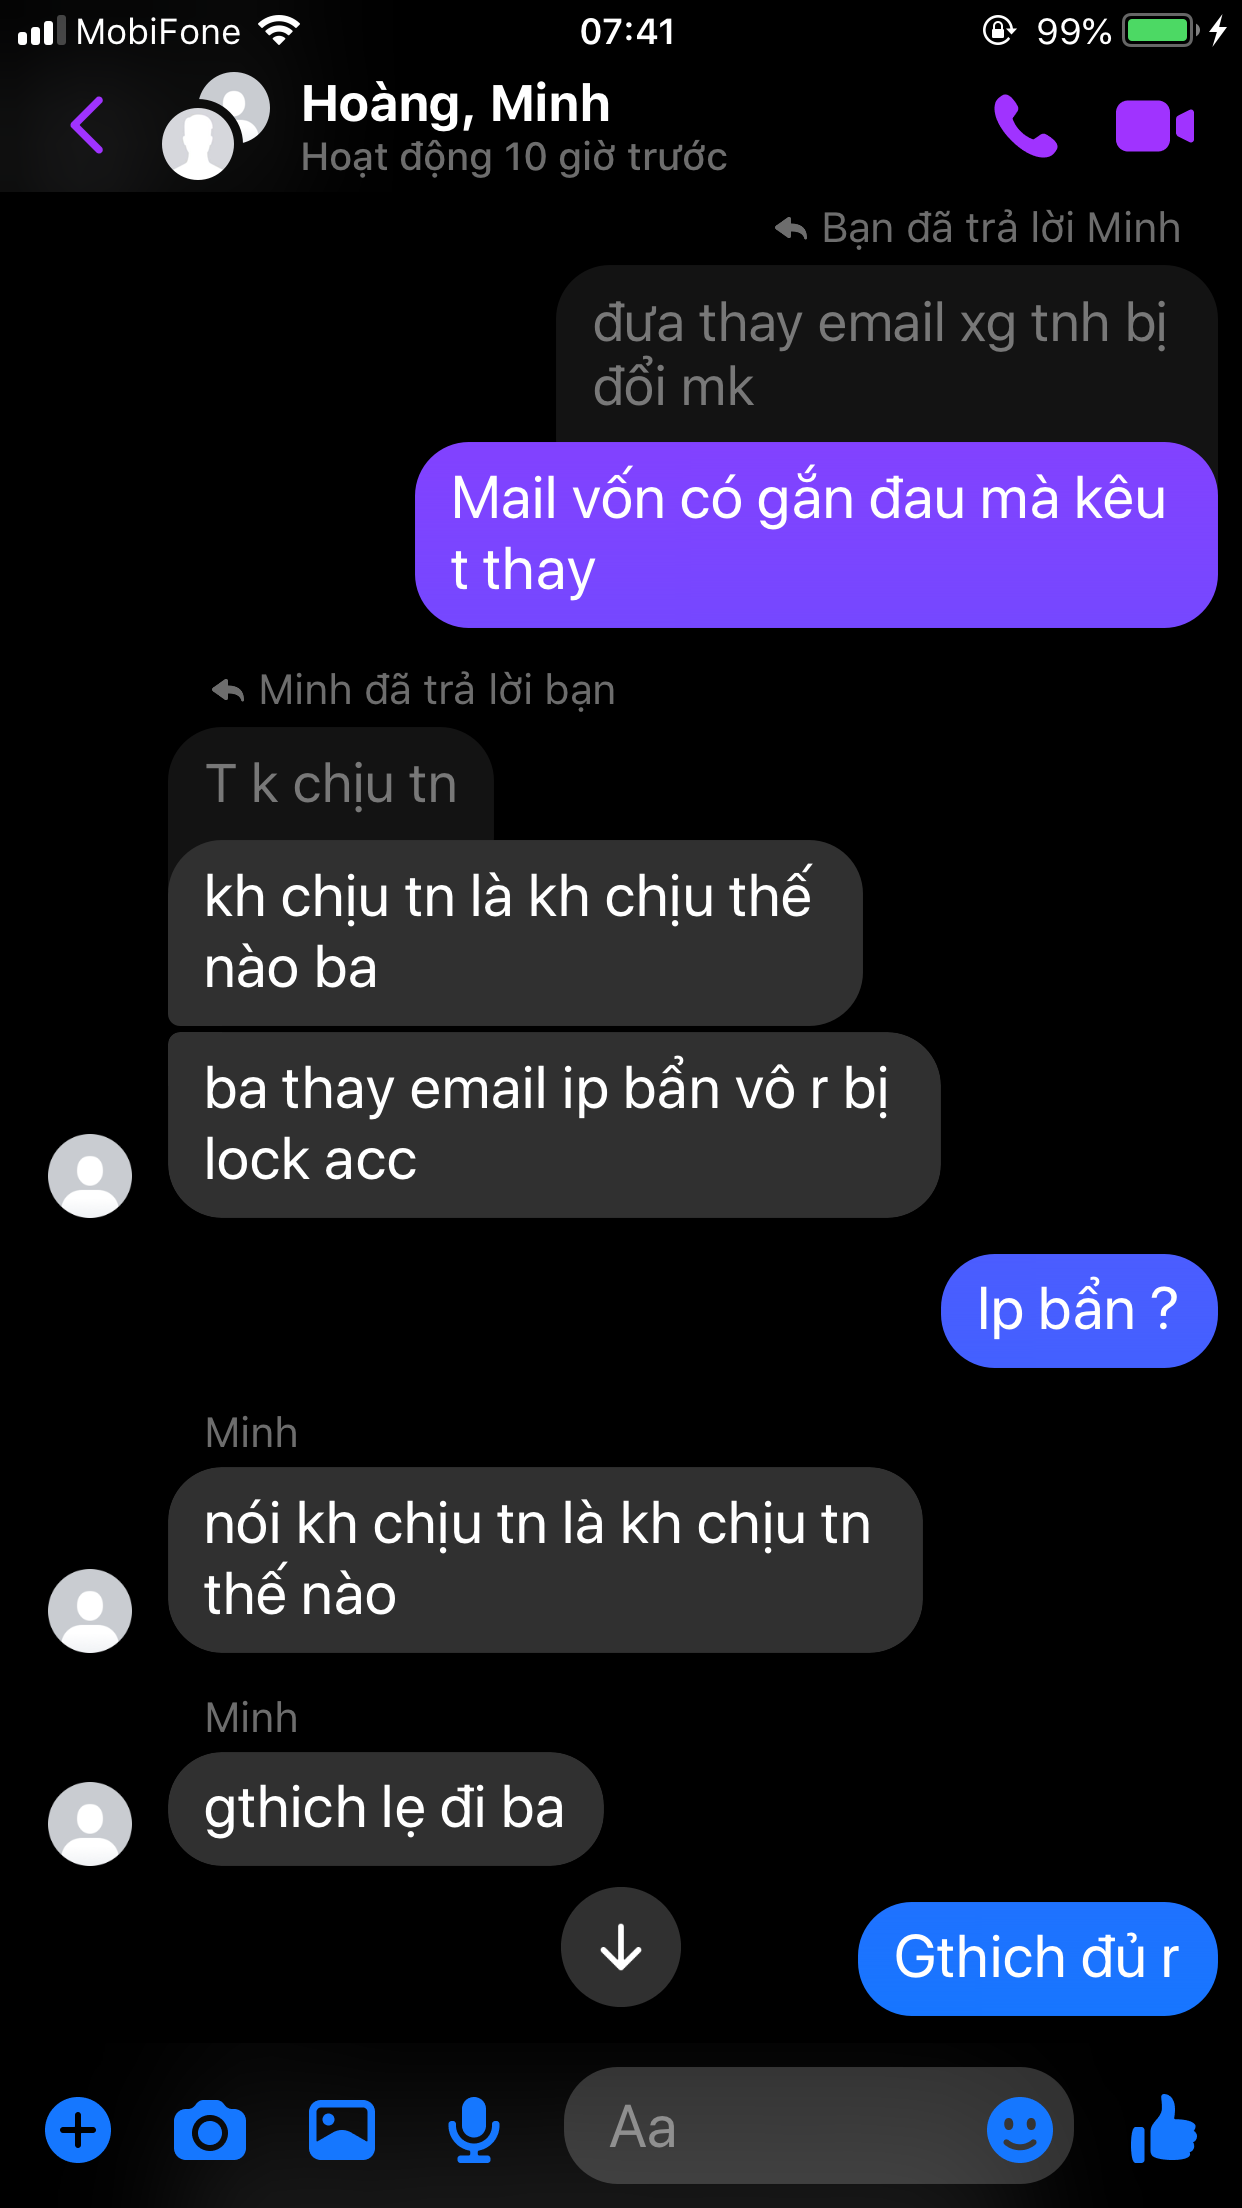 MobiFone 07:41 99%
Hoàng, Minh
Hoạt động 10 giờ trước
Bạn đã trả lời Minh
đưa thay email xg tnh bị
đổi mk
Mail vốn có gắn đau mà kêu
t thay
Minh đã trả lời bạn
T k chịu tn
kh chịu tn là kh chịu thế
nào ba
ba thay email ip bẩn vô r bị
lock acc
Ip bẩn ?
Minh
nói kh chịu tn là kh chịu tn
thế nào
Minh
gthich lẹ đi ba
Gthich đủ r
Aa